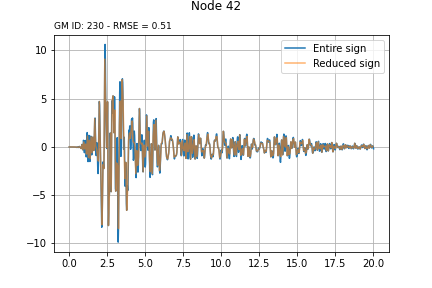 Node 42
GM ID: 230 - RMSE = 0.51
Entire sign
Reduced sign
10
5
0
−5
−10
0.0 2.5 5.0 7.5 10.0 12.5 15.0 17.5 20.0